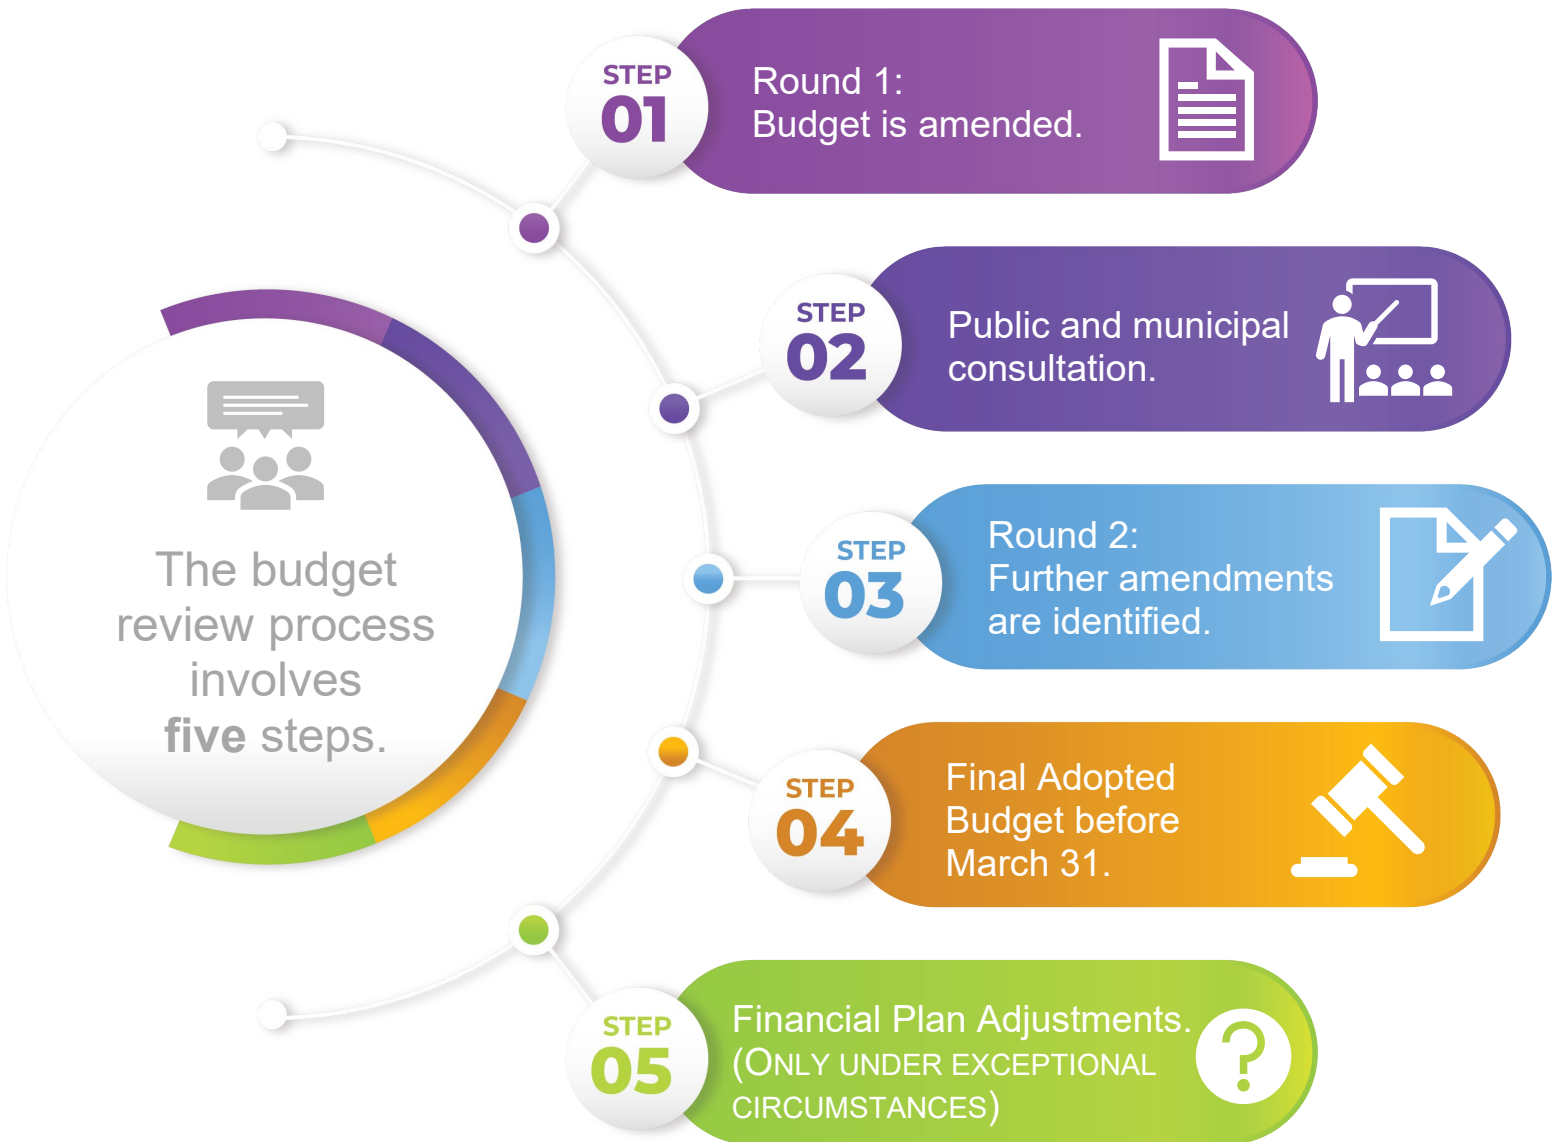 STEP
01
Round 1:
Budget is amended.
STEP
02
Public and municipal
consultation.
STEP
03
Round 2:
Further amendments
are identified.
STEP
04
Final Adopted
Budget before
March 31.
STEP
05
Financial Plan Adjustments.
(ONLY UNDER EXCEPTIONAL
CIRCUMSTANCES)
The budget
review process
involves
five steps.